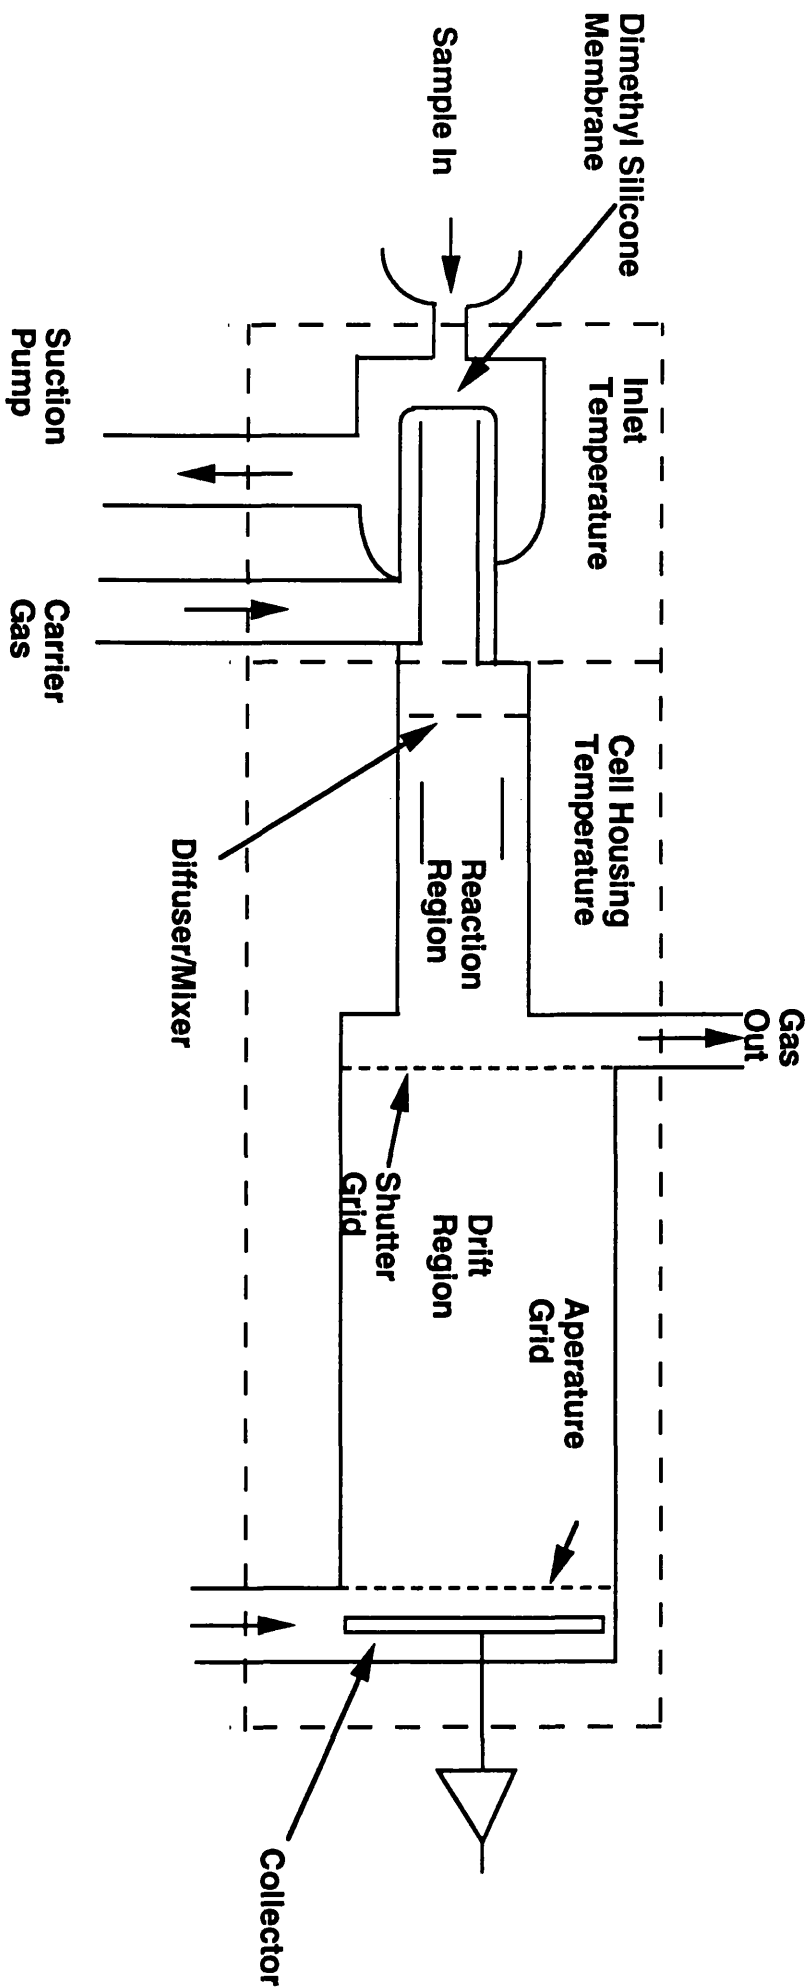 Dimethyl Silicone
Membrane
Sample In
Inlet
Temperature
Suction
Pump
Carrier
Gas
Cell Housing
Temperature
Diffuser/Mixer
Reaction
Region
Gas
Out
Shutter
Grid
Drift
Region
Aperature
Grid
Collector